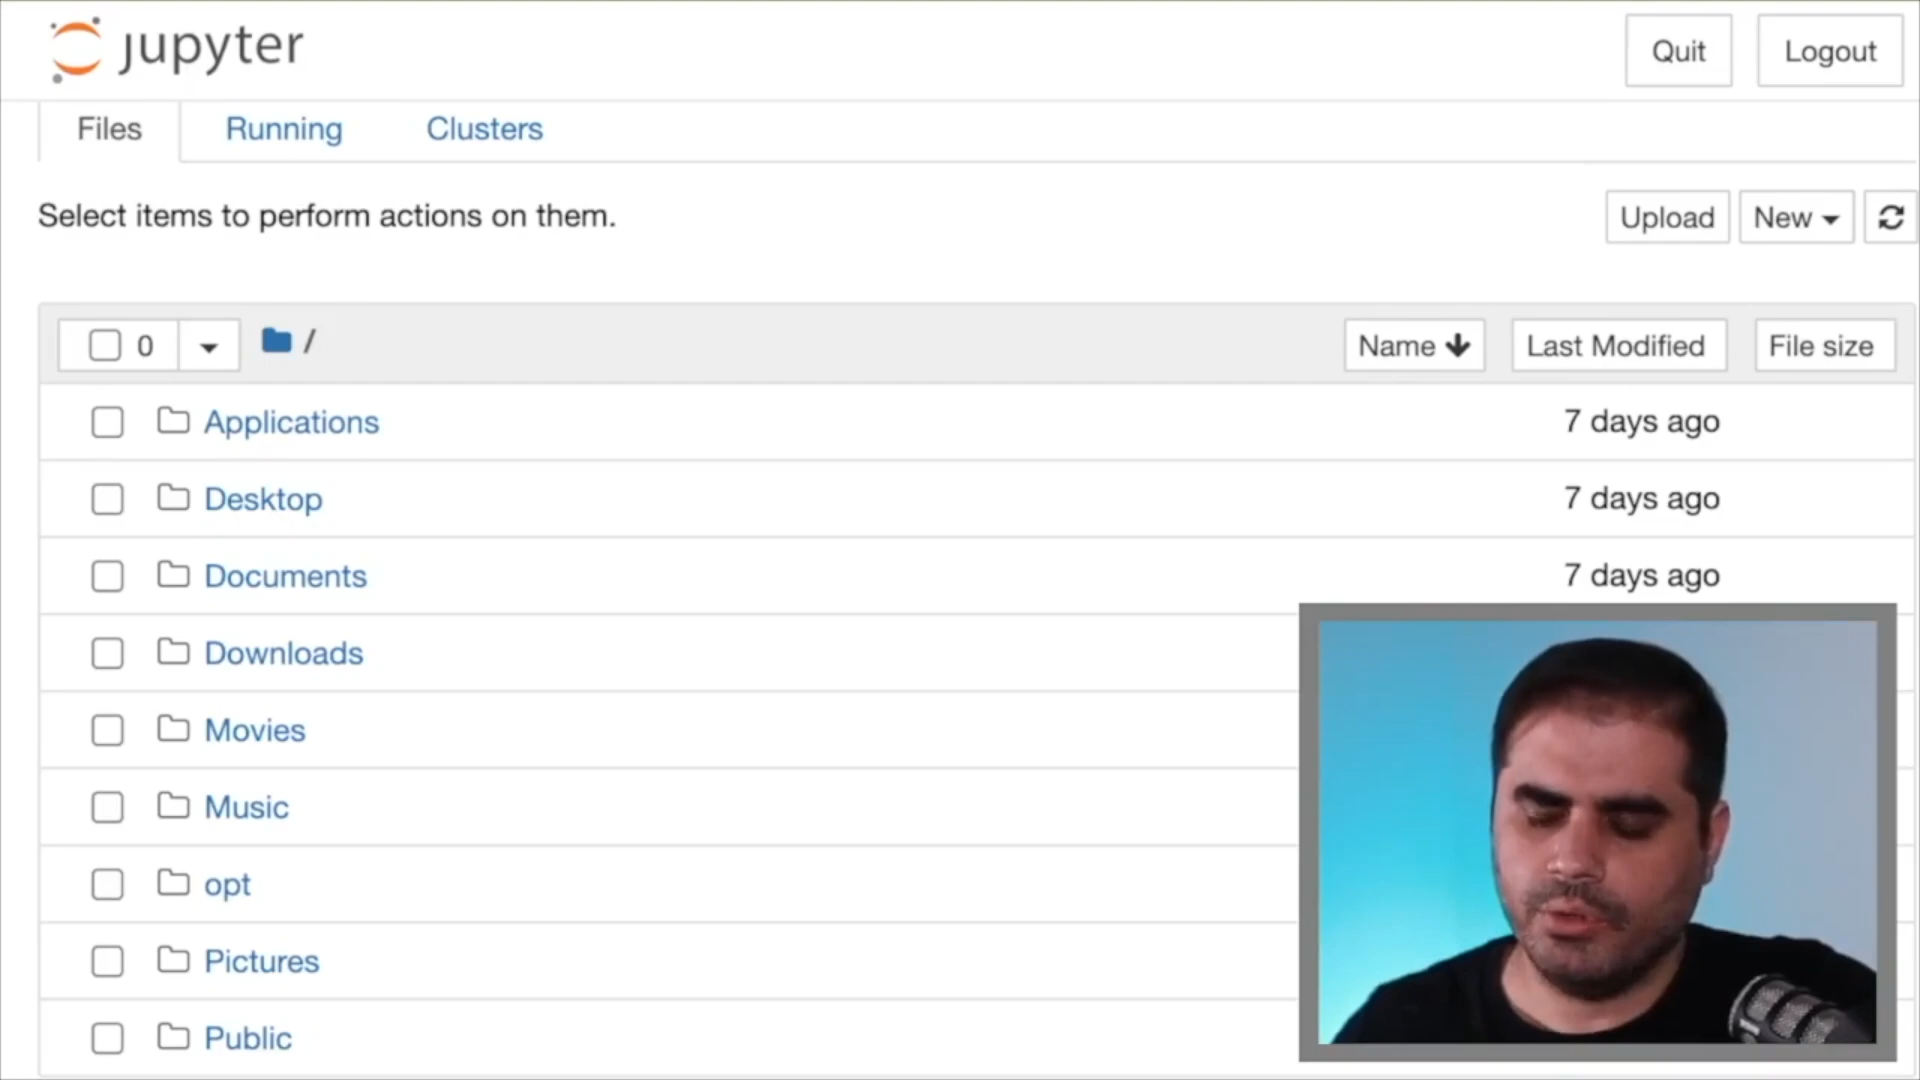 jupyter
Quit
Logout
Files
Running
Clusters
Select items to perform actions on them.
Upload
New
0
/
Name
Last Modified
File size
Applications
7 days ago
Desktop
7 days ago
Documents
7 days ago
Downloads
Movies
Music
opt
Pictures
Public